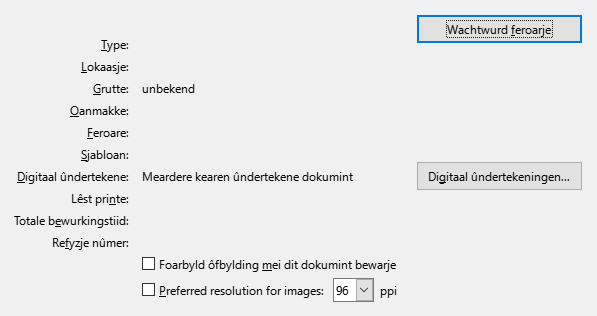 Wachtwurd feroarje
Type:
Lokaasje:
Grutte: unbekend
Oanmakke:
Feroare:
Sjabloan:
Digitaal ûndertekene: Meardere kearen ûndertekene dokumint Digitaal ûndertekeningen...
Lêst printe:
Totale bewurkingstiid:
Refyzje nûmer:
Foarbyld ôfbylding mei dit dokumint bewarje
Preferred resolution for images: 96 ppi